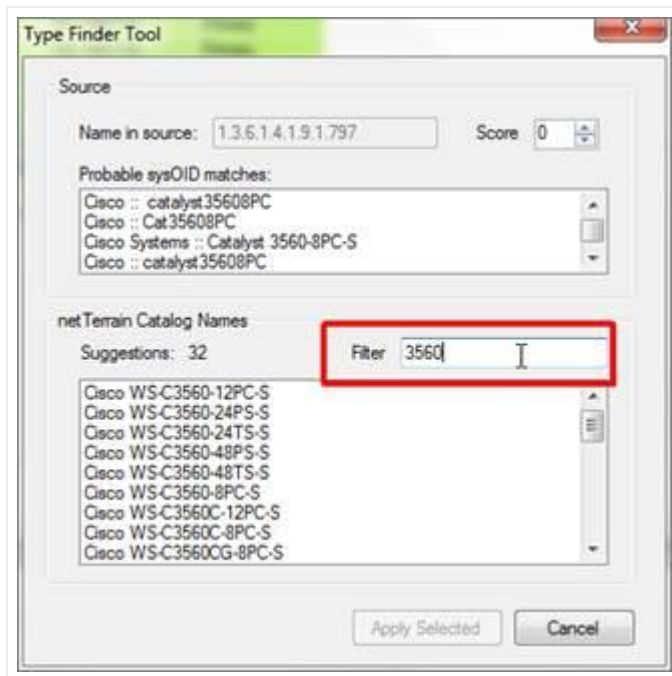 Type Finder Tool
Source
Name in source: 1.3.6.1.4.1.9.1.797 Score 0
Probable sysOID matches:
Cisco :: catalyst35608PC
Cisco :: Cat35608PC
Cisco Systems :: Catalyst 3560-8PC-S
Cisco :: catalyst35608PC
netTerrain Catalog Names
Suggestions: 32 Filter 3560
Cisco WS-C3560-12PC-S
Cisco WS-C3560-24PS-S
Cisco WS-C3560-24TS-S
Cisco WS-C3560-48PS-S
Cisco WS-C3560-48TS-S
Cisco WS-C3560-8PC-S
Cisco WS-C3560C-12PC-S
Cisco WS-C3560C-8PC-S
Cisco WS-C3560CG-8PC-S
Apply Selected Cancel